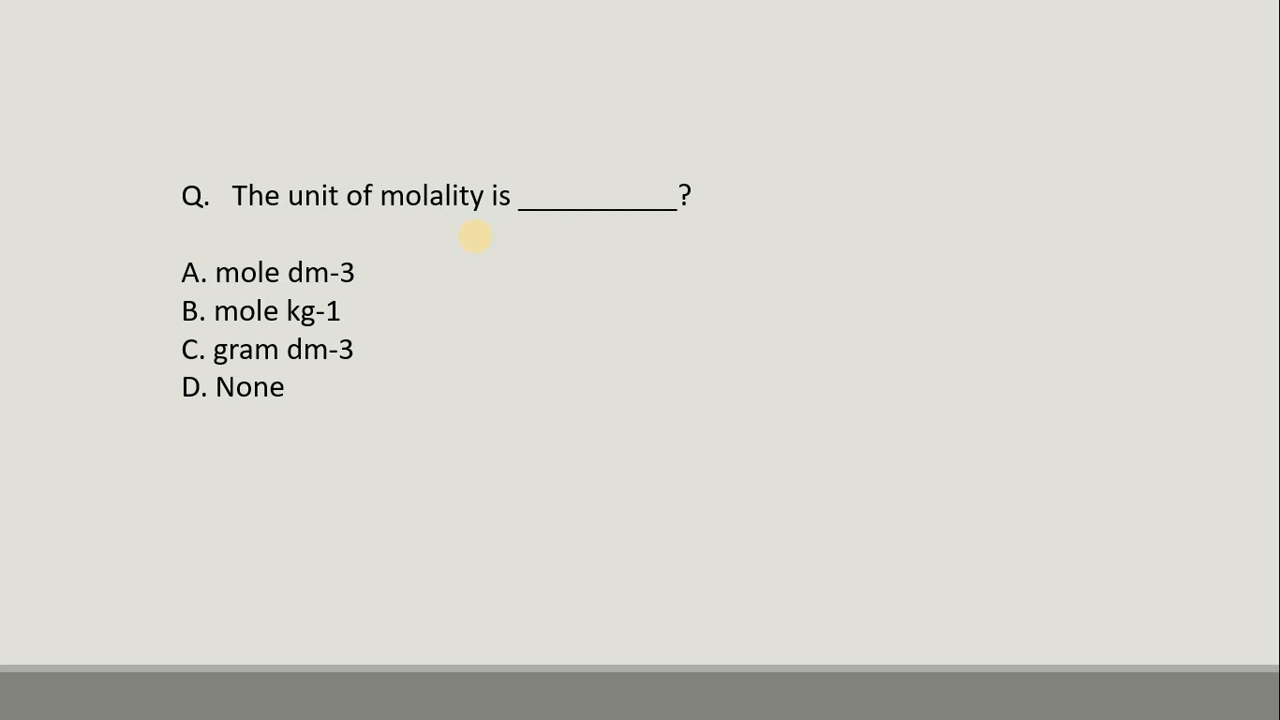 Q. The unit of molality is __________?
A. mole dm-3
B. mole kg-1
C. gram dm-3
D. None